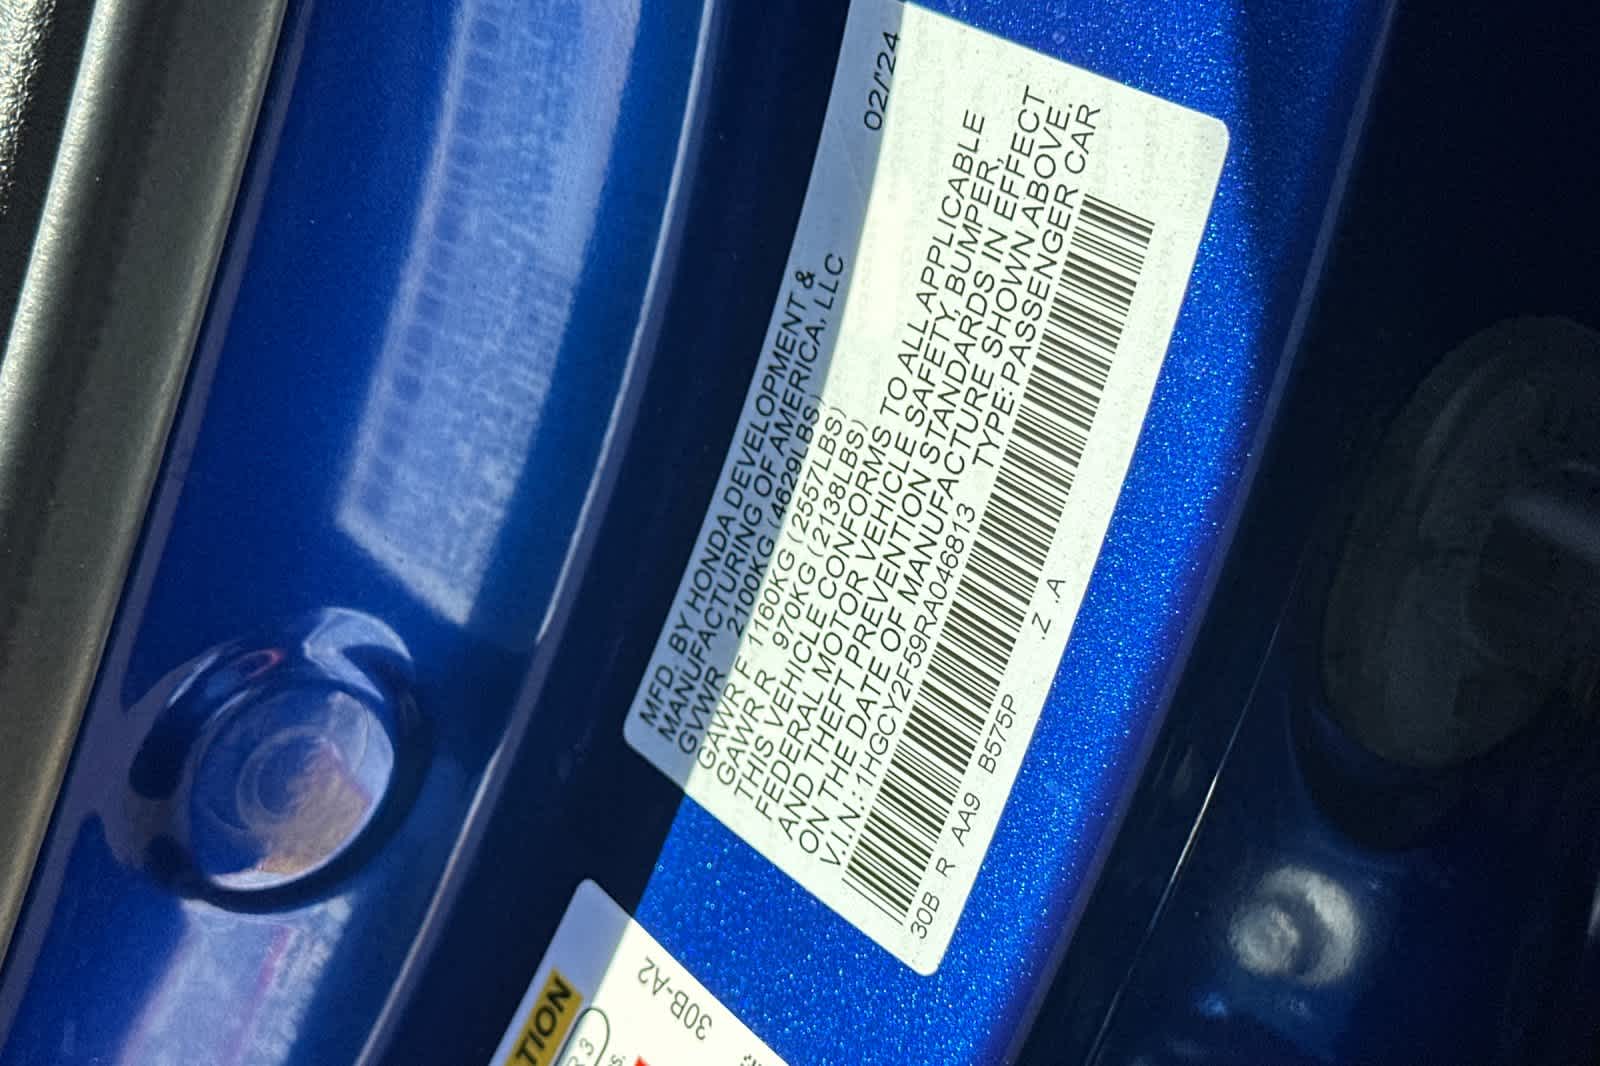 MFD. BY HONDA DEVELOPMENT & 02/'24
MANUFACTURING OF AMERICA, LLC
GVWR 2100KG (4629LBS)
GAWR F 1160KG (2557LBS)
GAWR R 970KG (2138LBS)
THIS VEHICLE CONFORMS TO ALL APPLICABLE
FEDERAL MOTOR VEHICLE SAFETY, BUMPER,
AND THEFT PREVENTION STANDARDS IN EFFECT
ON THE DATE OF MANUFACTURE SHOWN ABOVE.
V.I.N.: 1HGCY2F59RA046813 TYPE: PASSENGER CAR
30B R AA9 B575P .Z .A
30B-A2
TION
R 3